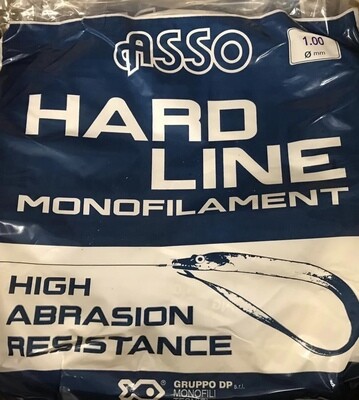 ASSO
1.00
Ø mm
HARD
LINE
MONOFILAMENT
HIGH
ABRASION
RESISTANCE
GRUPPO DP s.r.l.
MONOFILI